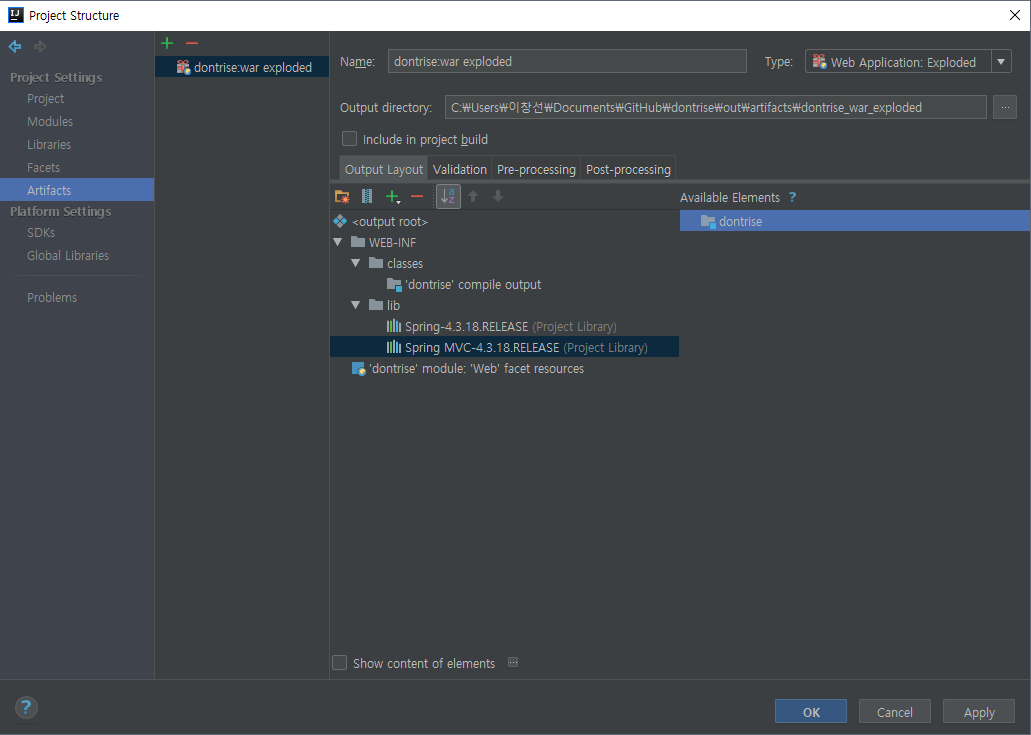 Project Structure
Project Settings
Project
Modules
Libraries
Facets
Artifacts
Platform Settings
SDKs
Global Libraries
Problems
dontrise:war exploded
Name: dontrise:war exploded Type: Web Application: Exploded
Output directory: C:₩Users₩이창선₩Documents₩GitHub₩dontrise₩out₩artifacts₩dontrise_war_exploded ...
Include in project build
Output Layout Validation Pre-processing Post-processing
<output root>
WEB-INF
classes
'dontrise' compile output
lib
Spring-4.3.18.RELEASE (Project Library)
Spring MVC-4.3.18.RELEASE (Project Library)
'dontrise' module: 'Web' facet resources
Available Elements ?
dontrise
Show content of elements ...
? OK Cancel Apply